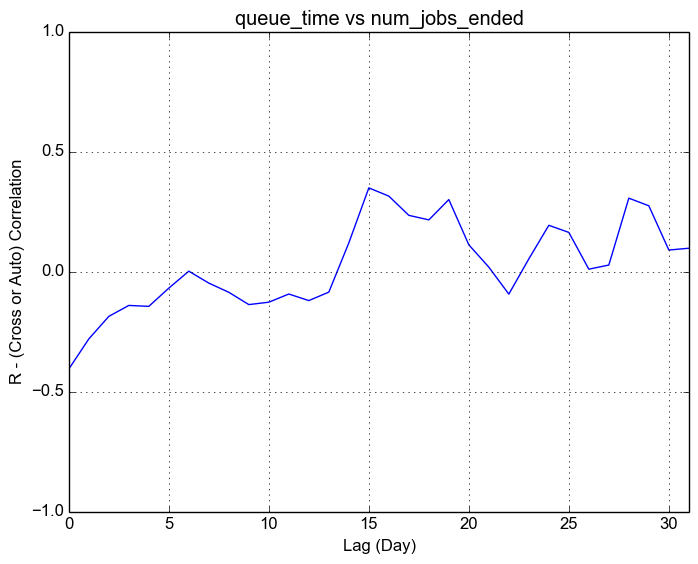 queue_time vs num_jobs_ended
1.0
0.5
0.0
−0.5
−1.0
R - (Cross or Auto) Correlation
0 5 10 15 20 25 30
Lag (Day)